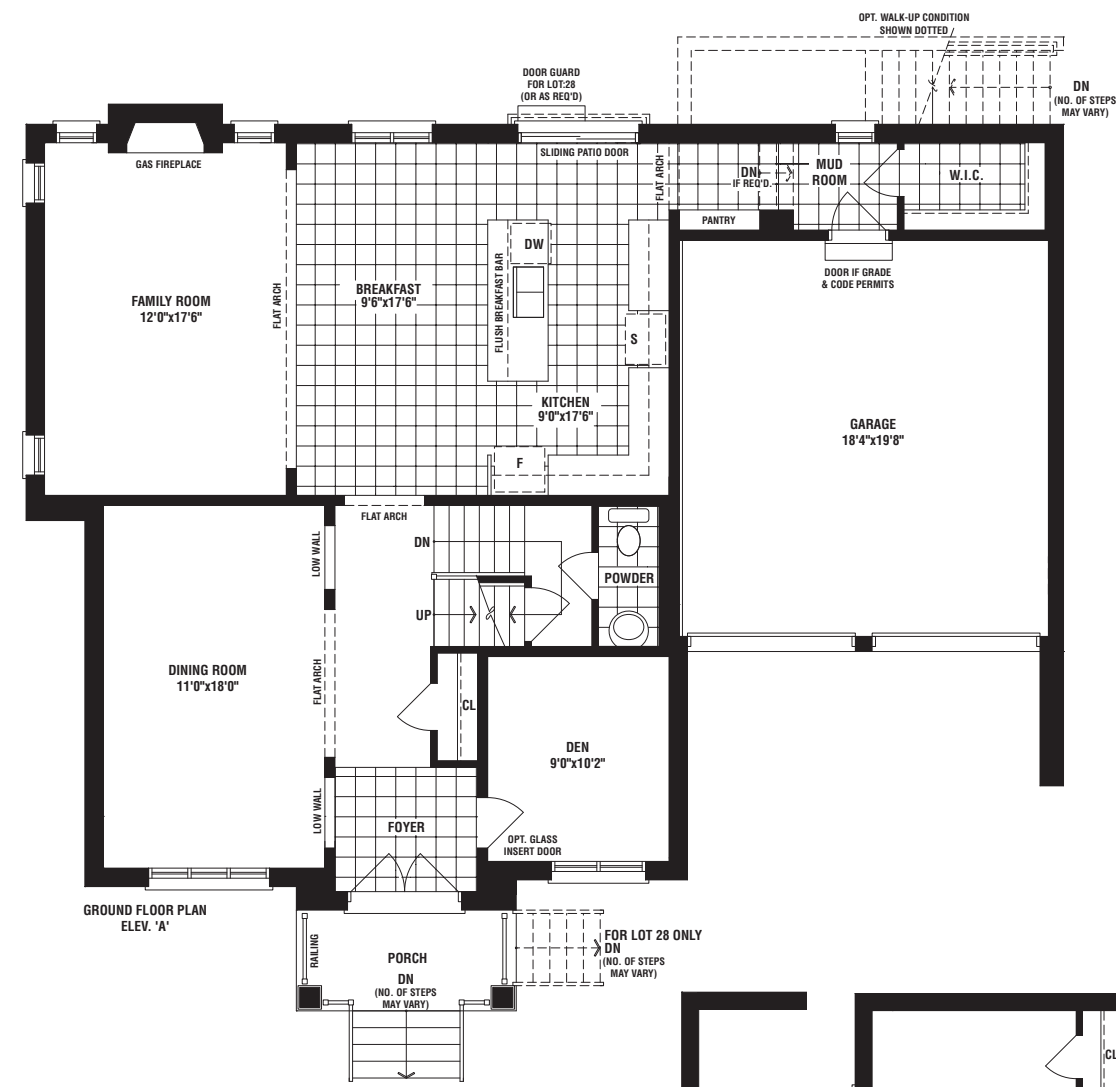 OPT. WALK-UP CONDITION
SHOWN DOTTED
DN
(NO. OF STEPS
MAY VARY)
DOOR GUARD
FOR LOT:28
(OR AS REQ'D)
SLIDING PATIO DOOR
GAS FIREPLACE
FLAT ARCH
DN
IF REQ'D.
MUD
ROOM
W.I.C.
PANTRY
DW
FLUSH BREAKFAST BAR
DOOR IF GRADE
& CODE PERMITS
FAMILY ROOM
12'0"x17'6"
FLAT ARCH
BREAKFAST
9'6"x17'6"
S
KITCHEN
9'0"x17'6"
F
GARAGE
18'4"x19'8"
FLAT ARCH
LOW WALL
DN
UP
POWDER
DINING ROOM
11'0"x18'0"
FLAT ARCH
CL
DEN
9'0"x10'2"
LOW WALL
FOYER
OPT. GLASS
INSERT DOOR
GROUND FLOOR PLAN
ELEV. 'A'
RAILING
PORCH
DN
(NO. OF STEPS
MAY VARY)
FOR LOT 28 ONLY
DN
(NO. OF STEPS
MAY VARY)
CL